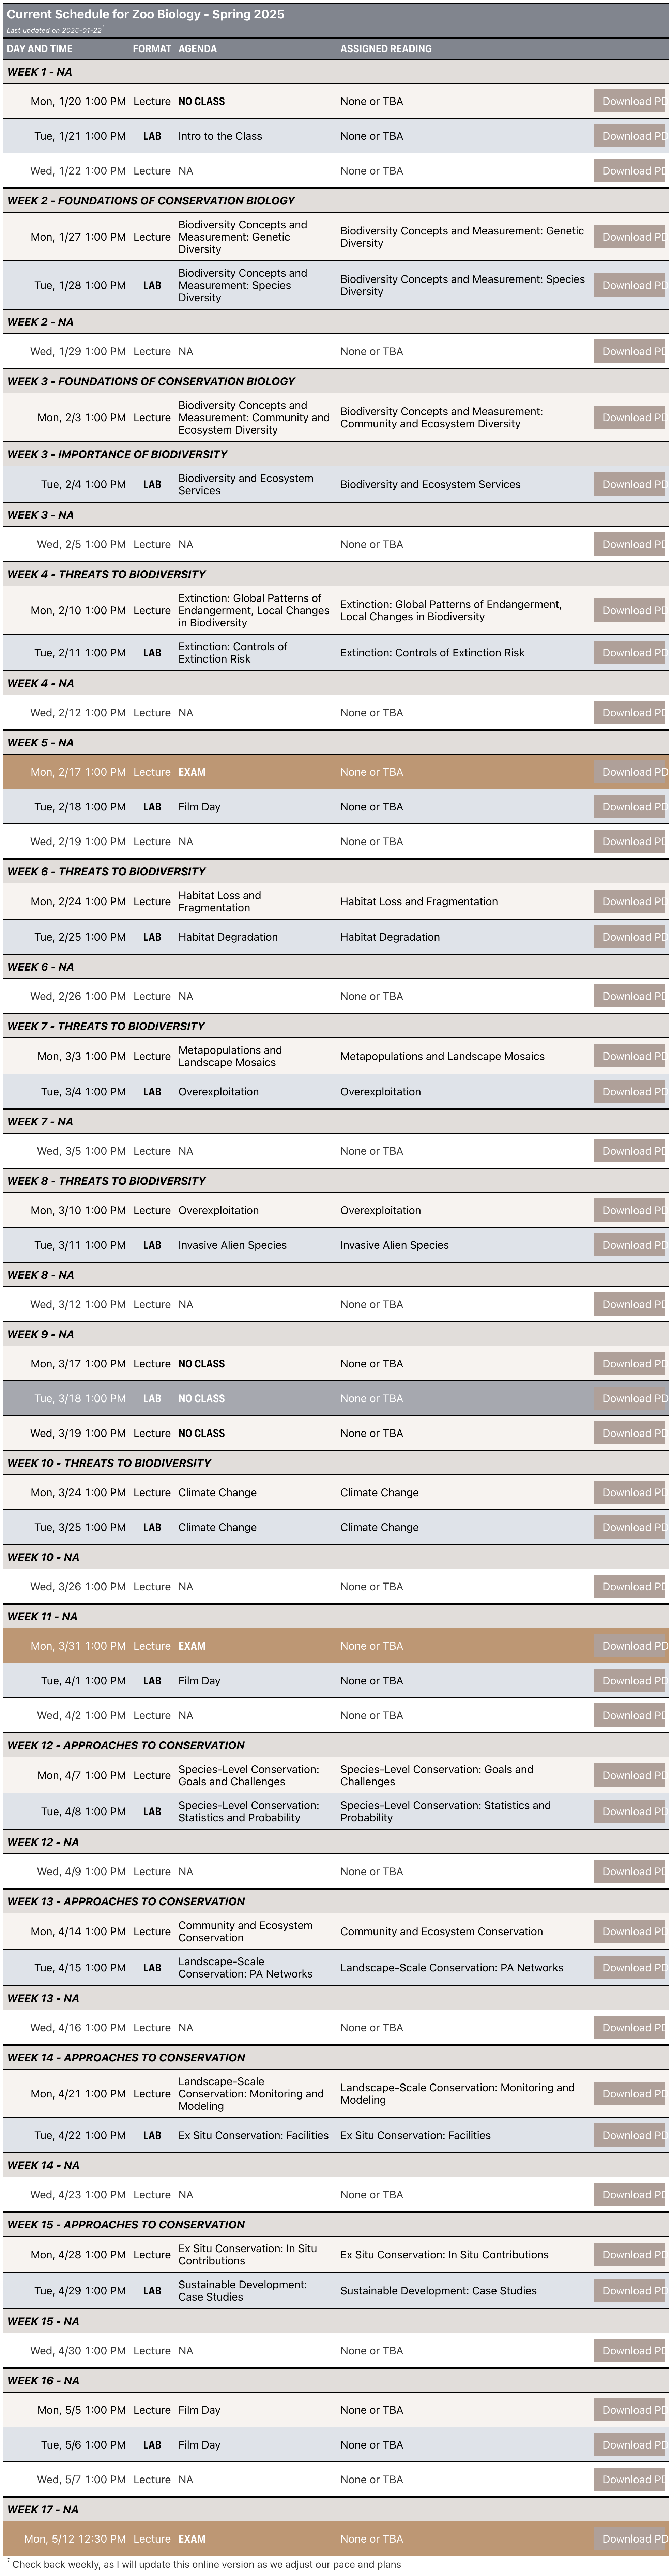 Current Schedule for Zoo Biology - Spring 2025
Last updated on 2025-01-22†
DAY AND TIME FORMAT AGENDA ASSIGNED READING
WEEK 1 - NA
Mon, 1/20 1:00 PM Lecture NO CLASS None or TBA Download PD
Tue, 1/21 1:00 PM LAB Intro to the Class None or TBA Download PD
Wed, 1/22 1:00 PM Lecture NA None or TBA Download PD
WEEK 2 - FOUNDATIONS OF CONSERVATION BIOLOGY
Mon, 1/27 1:00 PM Lecture Biodiversity Concepts and Measurement: Genetic Diversity Biodiversity Concepts and Measurement: Genetic Diversity Download PD
Tue, 1/28 1:00 PM LAB Biodiversity Concepts and Measurement: Species Diversity Biodiversity Concepts and Measurement: Species Diversity Download PD
WEEK 2 - NA
Wed, 1/29 1:00 PM Lecture NA None or TBA Download PD
WEEK 3 - FOUNDATIONS OF CONSERVATION BIOLOGY
Mon, 2/3 1:00 PM Lecture Biodiversity Concepts and Measurement: Community and Ecosystem Diversity Biodiversity Concepts and Measurement: Community and Ecosystem Diversity Download PD
WEEK 3 - IMPORTANCE OF BIODIVERSITY
Tue, 2/4 1:00 PM LAB Biodiversity and Ecosystem Services Biodiversity and Ecosystem Services Download PD
WEEK 3 - NA
Wed, 2/5 1:00 PM Lecture NA None or TBA Download PD
WEEK 4 - THREATS TO BIODIVERSITY
Mon, 2/10 1:00 PM Lecture Extinction: Global Patterns of Endangerment, Local Changes in Biodiversity Extinction: Global Patterns of Endangerment, Local Changes in Biodiversity Download PD
Tue, 2/11 1:00 PM LAB Extinction: Controls of Extinction Risk Extinction: Controls of Extinction Risk Download PD
WEEK 4 - NA
Wed, 2/12 1:00 PM Lecture NA None or TBA Download PD
WEEK 5 - NA
Mon, 2/17 1:00 PM Lecture EXAM None or TBA Download PD
Tue, 2/18 1:00 PM LAB Film Day None or TBA Download PD
Wed, 2/19 1:00 PM Lecture NA None or TBA Download PD
WEEK 6 - THREATS TO BIODIVERSITY
Mon, 2/24 1:00 PM Lecture Habitat Loss and Fragmentation Habitat Loss and Fragmentation Download PD
Tue, 2/25 1:00 PM LAB Habitat Degradation Habitat Degradation Download PD
WEEK 6 - NA
Wed, 2/26 1:00 PM Lecture NA None or TBA Download PD
WEEK 7 - THREATS TO BIODIVERSITY
Mon, 3/3 1:00 PM Lecture Metapopulations and Landscape Mosaics Metapopulations and Landscape Mosaics Download PD
Tue, 3/4 1:00 PM LAB Overexploitation Overexploitation Download PD
WEEK 7 - NA
Wed, 3/5 1:00 PM Lecture NA None or TBA Download PD
WEEK 8 - THREATS TO BIODIVERSITY
Mon, 3/10 1:00 PM Lecture Overexploitation Overexploitation Download PD
Tue, 3/11 1:00 PM LAB Invasive Alien Species Invasive Alien Species Download PD
WEEK 8 - NA
Wed, 3/12 1:00 PM Lecture NA None or TBA Download PD
WEEK 9 - NA
Mon, 3/17 1:00 PM Lecture NO CLASS None or TBA Download PD
Tue, 3/18 1:00 PM LAB NO CLASS None or TBA Download PD
Wed, 3/19 1:00 PM Lecture NO CLASS None or TBA Download PD
WEEK 10 - THREATS TO BIODIVERSITY
Mon, 3/24 1:00 PM Lecture Climate Change Climate Change Download PD
Tue, 3/25 1:00 PM LAB Climate Change Climate Change Download PD
WEEK 10 - NA
Wed, 3/26 1:00 PM Lecture NA None or TBA Download PD
WEEK 11 - NA
Mon, 3/31 1:00 PM Lecture EXAM None or TBA Download PD
Tue, 4/1 1:00 PM LAB Film Day None or TBA Download PD
Wed, 4/2 1:00 PM Lecture NA None or TBA Download PD
WEEK 12 - APPROACHES TO CONSERVATION
Mon, 4/7 1:00 PM Lecture Species-Level Conservation: Goals and Challenges Species-Level Conservation: Goals and Challenges Download PD
Tue, 4/8 1:00 PM LAB Species-Level Conservation: Statistics and Probability Species-Level Conservation: Statistics and Probability Download PD
WEEK 12 - NA
Wed, 4/9 1:00 PM Lecture NA None or TBA Download PD
WEEK 13 - APPROACHES TO CONSERVATION
Mon, 4/14 1:00 PM Lecture Community and Ecosystem Conservation Community and Ecosystem Conservation Download PD
Tue, 4/15 1:00 PM LAB Landscape-Scale Conservation: PA Networks Landscape-Scale Conservation: PA Networks Download PD
WEEK 13 - NA
Wed, 4/16 1:00 PM Lecture NA None or TBA Download PD
WEEK 14 - APPROACHES TO CONSERVATION
Mon, 4/21 1:00 PM Lecture Landscape-Scale Conservation: Monitoring and Modeling Landscape-Scale Conservation: Monitoring and Modeling Download PD
Tue, 4/22 1:00 PM LAB Ex Situ Conservation: Facilities Ex Situ Conservation: Facilities Download PD
WEEK 14 - NA
Wed, 4/23 1:00 PM Lecture NA None or TBA Download PD
WEEK 15 - APPROACHES TO CONSERVATION
Mon, 4/28 1:00 PM Lecture Ex Situ Conservation: In Situ Contributions Ex Situ Conservation: In Situ Contributions Download PD
Tue, 4/29 1:00 PM LAB Sustainable Development: Case Studies Sustainable Development: Case Studies Download PD
WEEK 15 - NA
Wed, 4/30 1:00 PM Lecture NA None or TBA Download PD
WEEK 16 - NA
Mon, 5/5 1:00 PM Lecture Film Day None or TBA Download PD
Tue, 5/6 1:00 PM LAB Film Day None or TBA Download PD
Wed, 5/7 1:00 PM Lecture NA None or TBA Download PD
WEEK 17 - NA
Mon, 5/12 12:30 PM Lecture EXAM None or TBA Download PD
† Check back weekly, as I will update this online version as we adjust our pace and plans